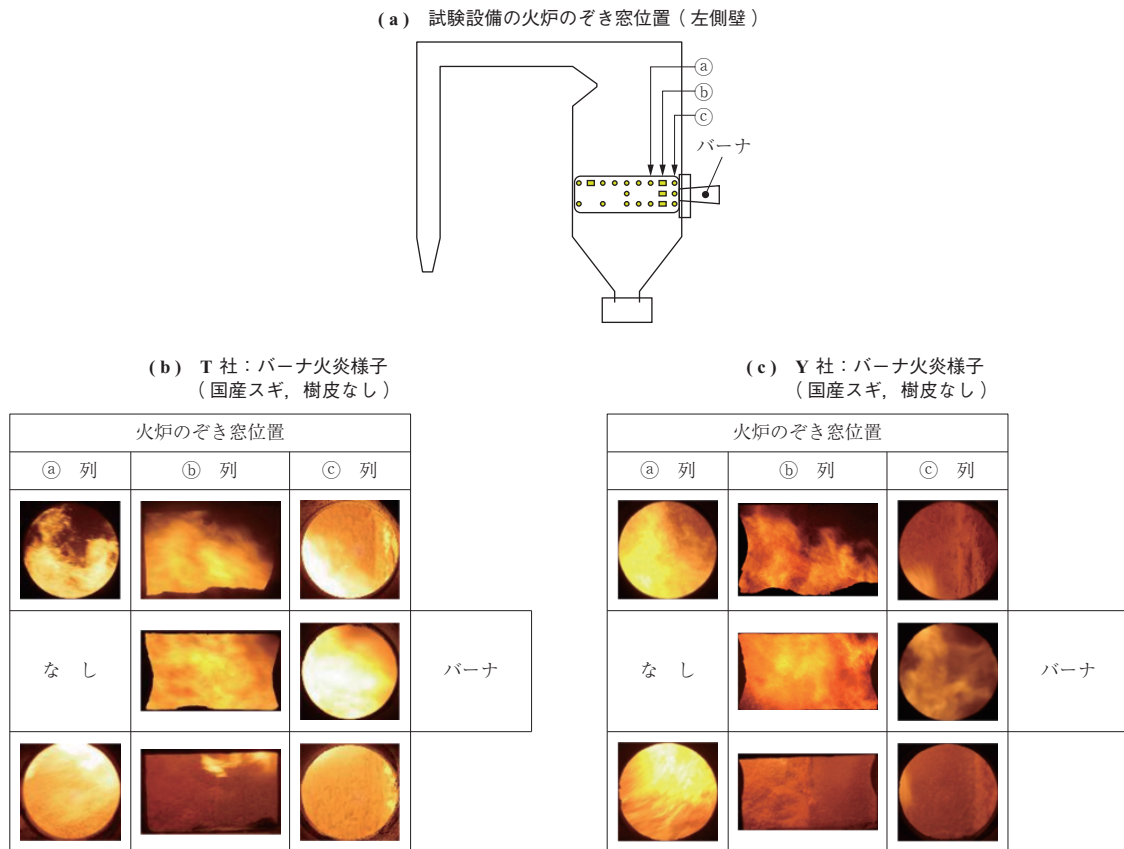 ( a ) 試験設備の火炉のぞき窓位置 ( 左側壁 )
ⓐ
ⓑ
ⓒ
バーナ
( b ) T 社：バーナ火炎様子
( 国産スギ，樹皮なし )
火炉のぞき窓位置
ⓐ 列 ⓑ 列 ⓒ 列
な し バーナ
( c ) Y 社：バーナ火炎様子
( 国産スギ，樹皮なし )
火炉のぞき窓位置
ⓐ 列 ⓑ 列 ⓒ 列
な し バーナ